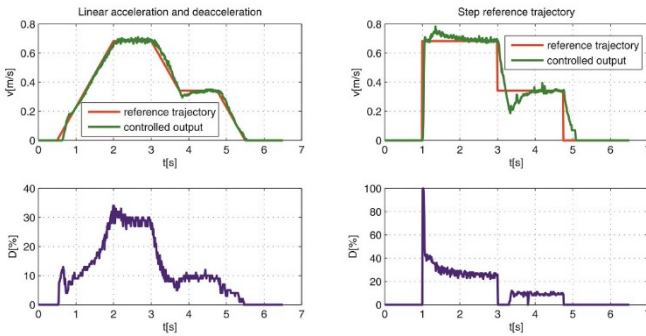 Linear acceleration and deacceleration
0.8
0.6
0.4
0.2
0
v[m/s]
reference trajectory
controlled output
0 1 2 3 4 5 6 7
t[s]
Step reference trajectory
0.8
0.6
0.4
0.2
0
v[m/s]
reference trajectory
controlled output
0 1 2 3 4 5 6 7
t[s]
40
30
20
10
0
D[%]
0 1 2 3 4 5 6 7
t[s]
100
80
60
40
20
0
D[%]
0 1 2 3 4 5 6 7
t[s]